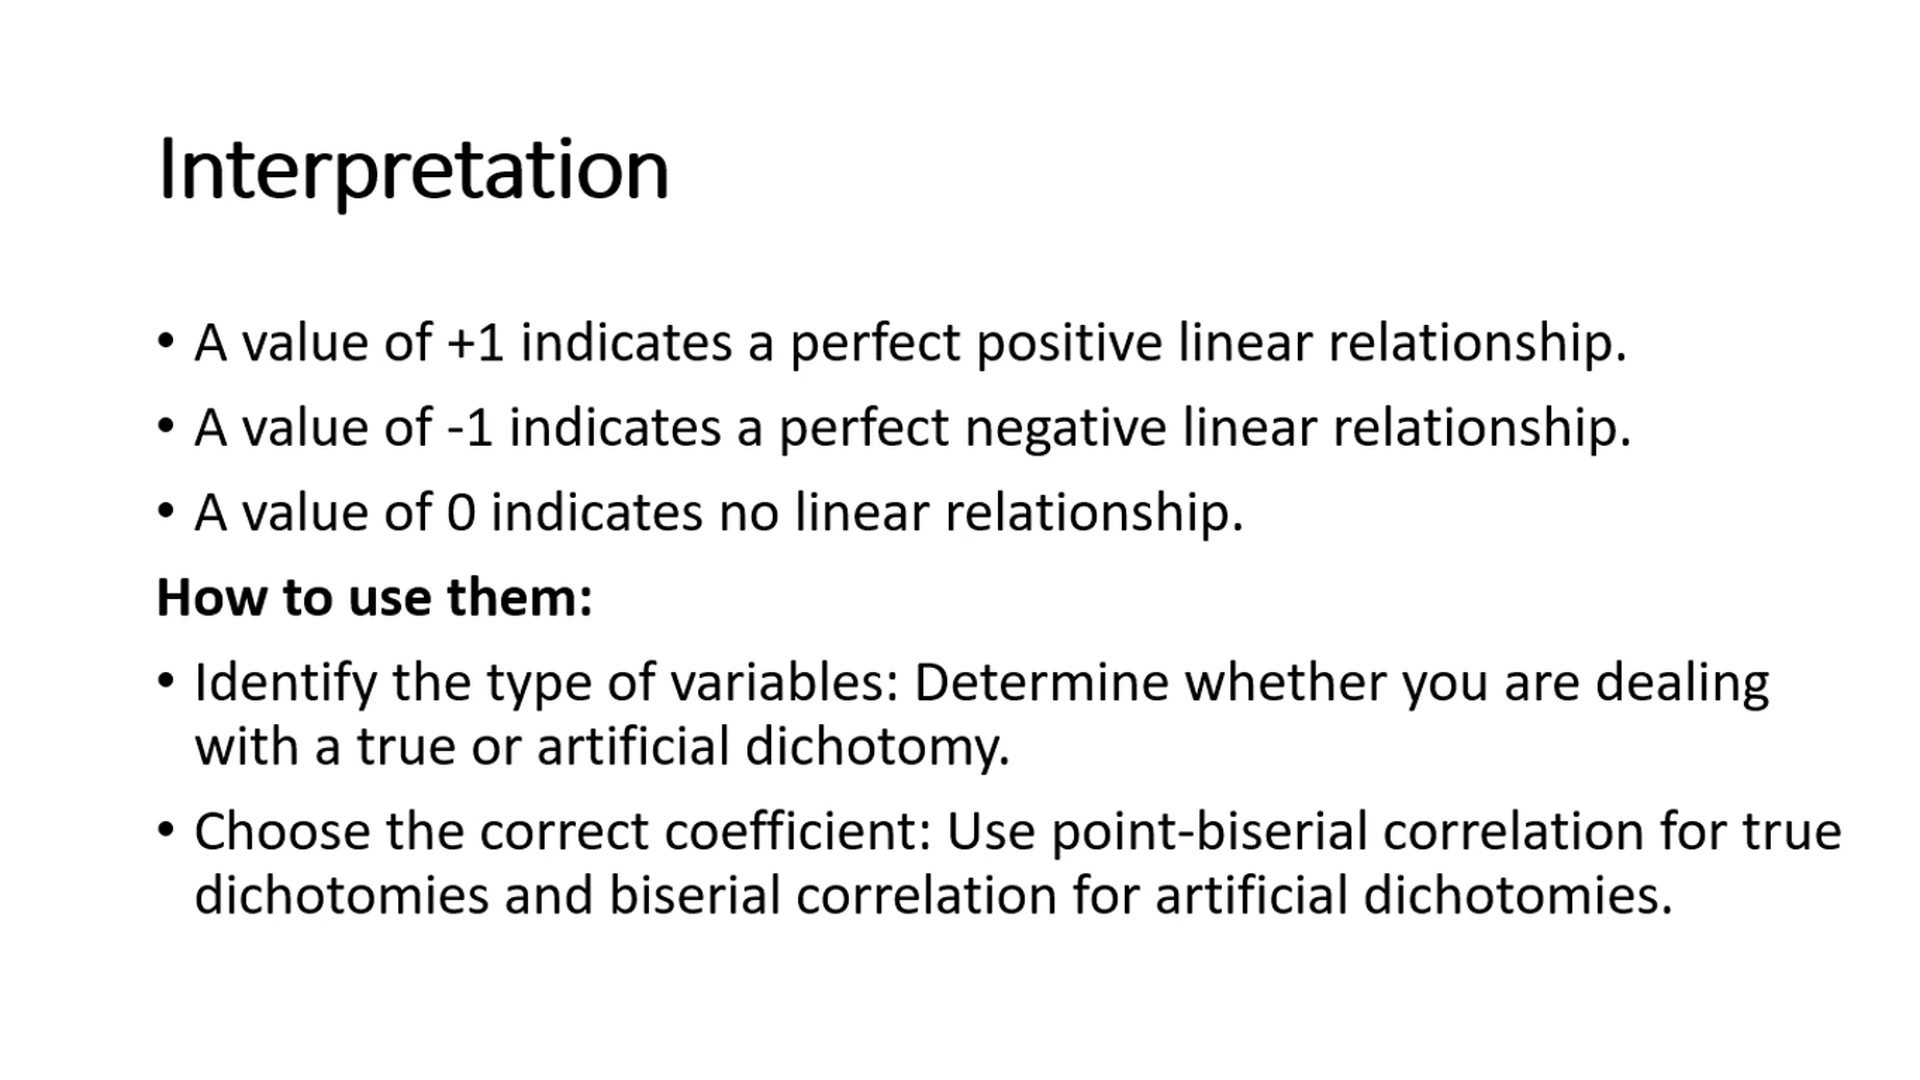 Interpretation
• A value of +1 indicates a perfect positive linear relationship.
• A value of -1 indicates a perfect negative linear relationship.
• A value of 0 indicates no linear relationship.
How to use them:
• Identify the type of variables: Determine whether you are dealing
with a true or artificial dichotomy.
• Choose the correct coefficient: Use point-biserial correlation for true
dichotomies and biserial correlation for artificial dichotomies.